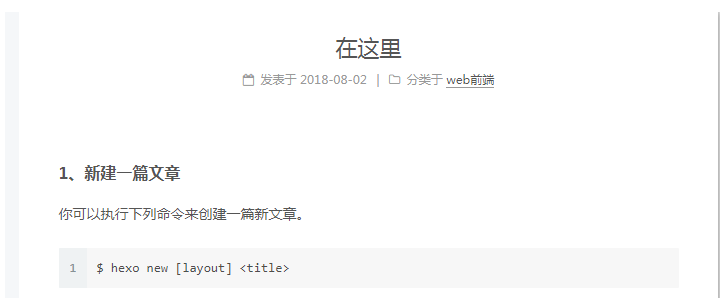 在这里
发表于 2018-08-02 | 分类于 web前端
1、新建一篇文章
你可以执行下列命令来创建一篇新文章。
1 $ hexo new [layout] <title>